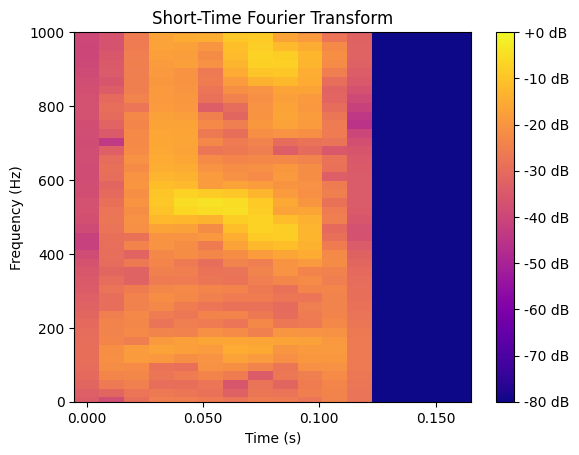 Short-Time Fourier Transform
Frequency (Hz)
1000
800
600
400
200
0
0.000
0.050
0.100
0.150
Time (s)
+0 dB
-10 dB
-20 dB
-30 dB
-40 dB
-50 dB
-60 dB
-70 dB
-80 dB